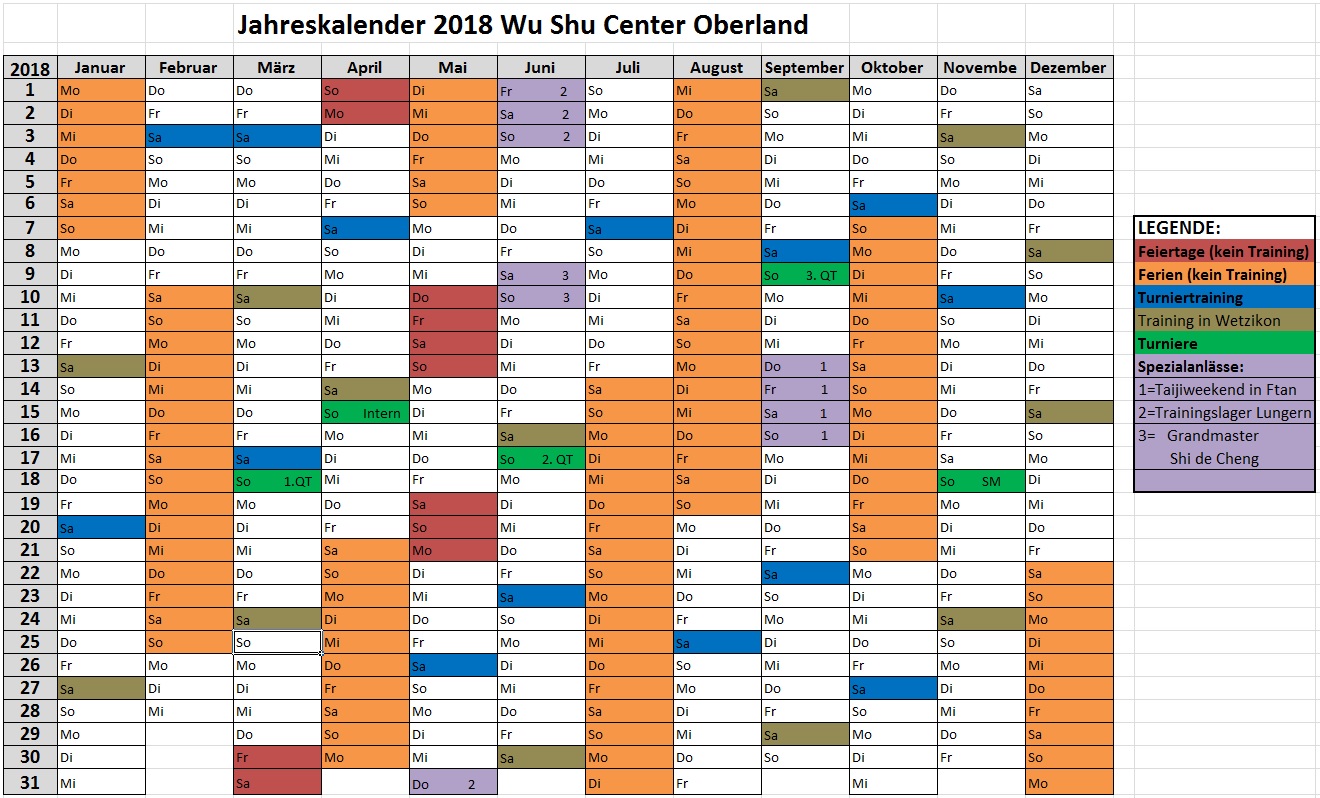 Jahreskalender 2018 Wu Shu Center Oberland
2018 Januar Februar März April Mai Juni Juli August September Oktober Novembe Dezember
1 Mo Do Do So Di Fr 2 So Mi Sa Mo Do Sa
2 Di Fr Fr Mo Mi Sa 2 Mo Do So Di Fr So
3 Mi Sa Sa Di Do So 2 Di Fr Mo Mi Sa Mo
4 Do So So Mi Fr Mo Mi Sa Di Do So Di
5 Fr Mo Mo Do Sa Di Do So Mi Fr Mo Mi
6 Sa Di Di Fr So Mi Fr Mo Do Sa Di Do
7 So Mi Mi Sa Mo Do Sa Di Fr So Mi Fr
8 Mo Do Do So Di Fr So Mi Sa Mo Do Sa
9 Di Fr Fr Mo Mi Sa 3 Mo Do So 3. QT Di Fr So
10 Mi Sa Sa Di Do So 3 Di Fr Mo Mi Sa Mo
11 Do So So Mi Fr Mo Mi Sa Di Do So Di
12 Fr Mo Mo Do Sa Di Do So Mi Fr Mo Mi
13 Sa Di Di Fr So Mi Fr Mo Do 1 Sa Di Do
14 So Mi Mi Sa Mo Do Sa Di Fr 1 So Mi Fr
15 Mo Do Do So Intern Di Fr So Mi Sa 1 Mo Do Sa
16 Di Fr Fr Mo Mi Sa Mo Do So 1 Di Fr So
17 Mi Sa Sa Di Do So 2. QT Di Fr Mo Mi Sa Mo
18 Do So So 1.QT Mi Fr Mo Mi Sa Di Do So SM Di
19 Fr Mo Mo Do Sa Di Do So Mi Fr Mo Mi
20 Sa Di Di Fr So Mi Fr Mo Do Sa Di Do
21 So Mi Mi Sa Mo Do Sa Di Fr So Mi Fr
22 Mo Do Do So Di Fr So Mi Sa Mo Do Sa
23 Di Fr Fr Mo Mi Sa Mo Do So Di Fr So
24 Mi Sa Sa Di Do So Di Fr Mo Mi Sa Mo
25 Do So So Mi Fr Mo Mi Sa Di Do So Di
26 Fr Mo Mo Do Sa Di Do So Mi Fr Mo Mi
27 Sa Di Di Fr So Mi Fr Mo Do Sa Di Do
28 So Mi Mi Sa Mo Do Sa Di Fr So Mi Fr
29 Mo Do So Di Fr So Mi Sa Mo Do Sa
30 Di Fr Mo Mi Sa Mo Do So Di Fr So
31 Mi Sa Do 2 Di Fr Mi Mo
LEGENDE:
Feiertage (kein Training)
Ferien (kein Training)
Turniertraining
Training in Wetzikon
Turniere
Spezialanlässe:
1=Taijiweekend in Ftan
2=Trainingslager Lungern
3= Grandmaster
Shi de Cheng